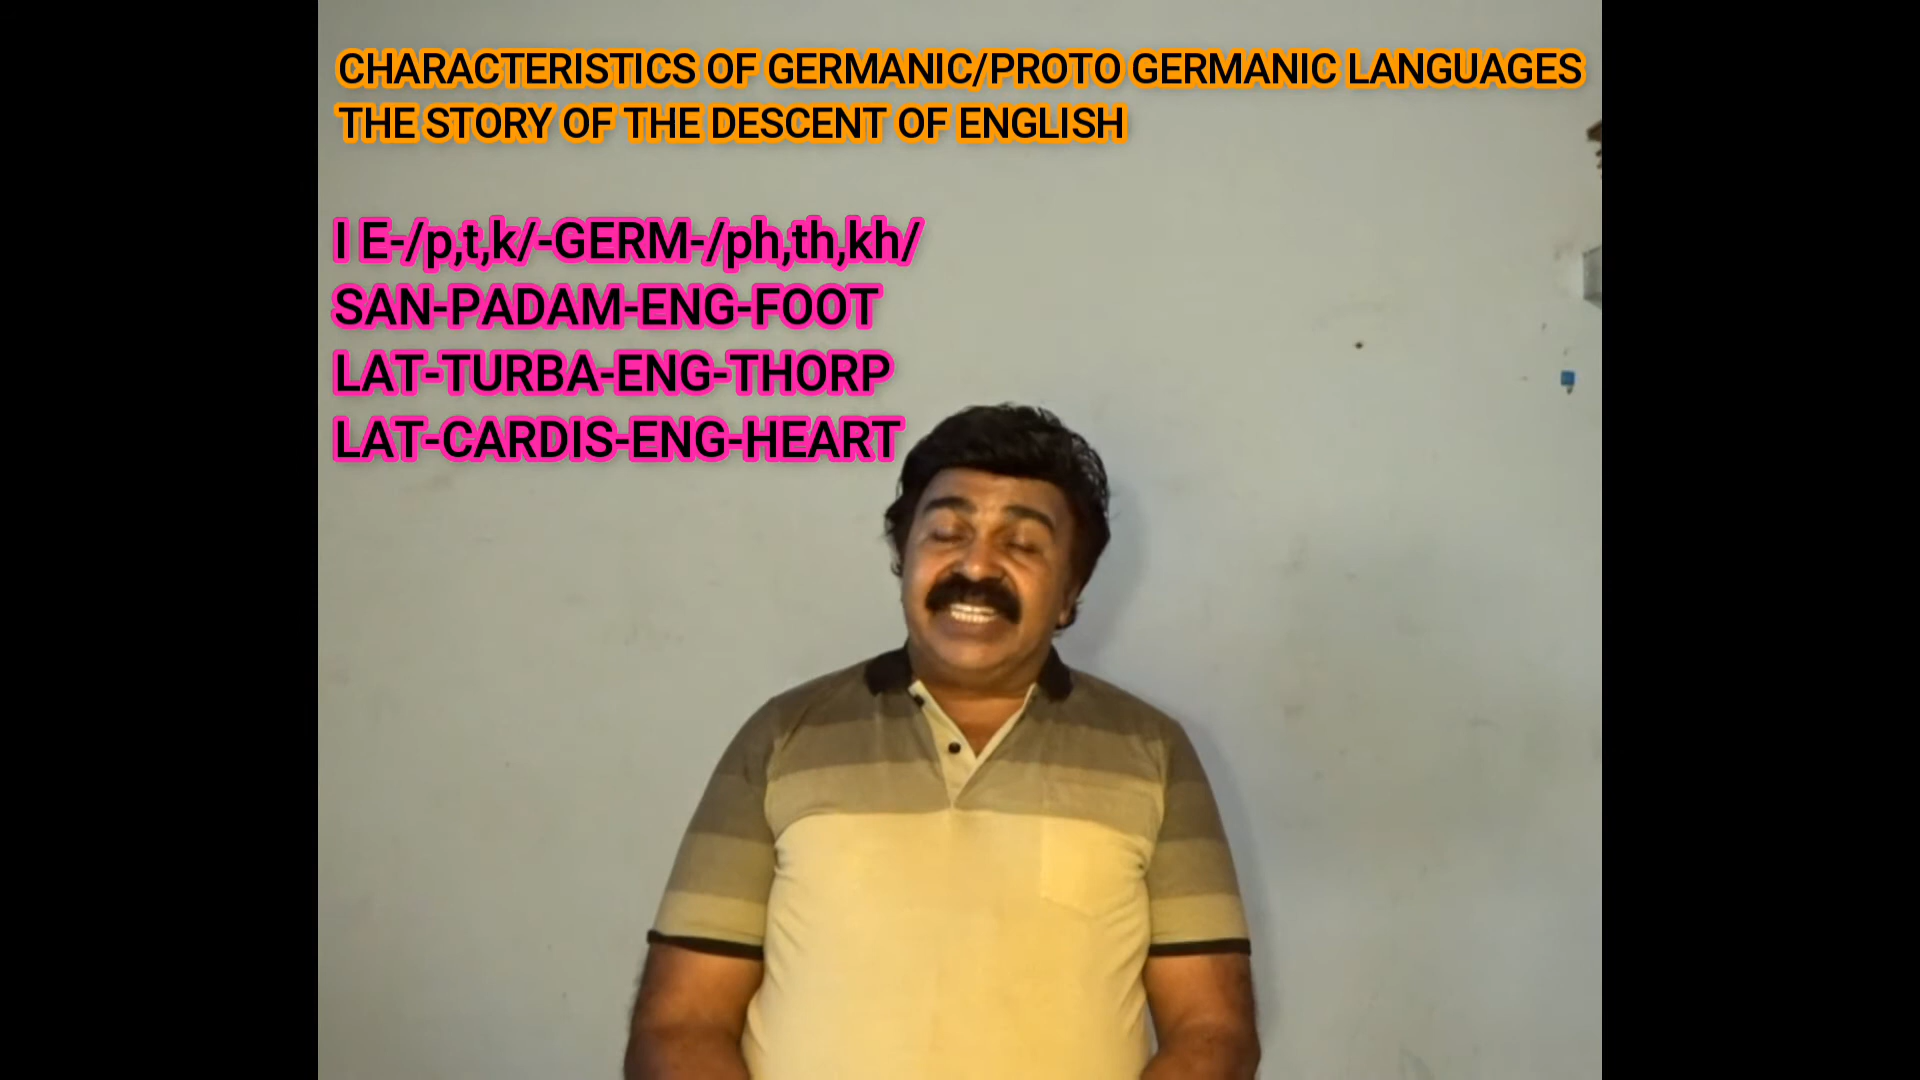 CHARACTERISTICS OF GERMANIC/PROTO GERMANIC LANGUAGES
THE STORY OF THE DESCENT OF ENGLISH
I E-/p,t,k/-GERM-/ph,th,kh/
SAN-PADAM-ENG-FOOT
LAT-TURBA-ENG-THORP
LAT-CARDIS-ENG-HEART